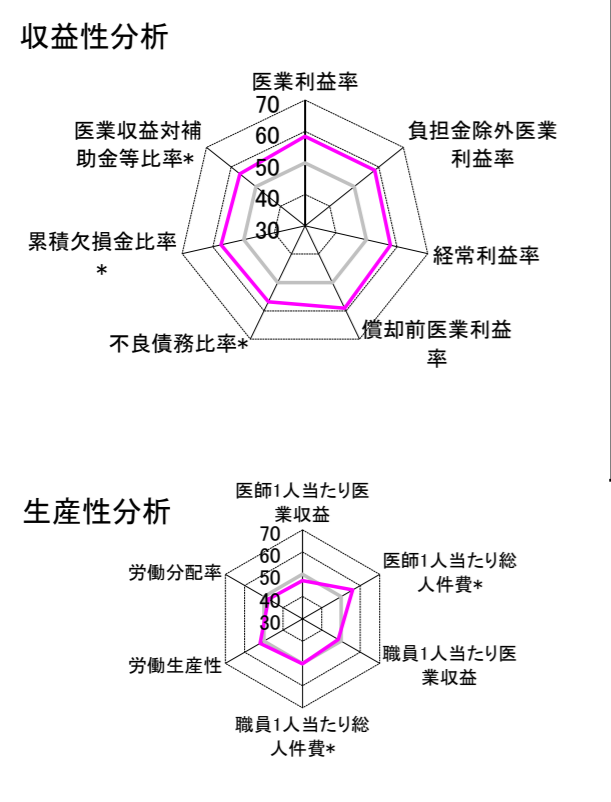 収益性分析
医業利益率
70
60
50
40
30
負担金除外医業
利益率
経常利益率
償却前医業利益
率
不良債務比率*
累積欠損金比率
*
医業収益対補
助金等比率*
生産性分析
医師1人当たり医
業収益
70
60
50
40
30
医師1人当たり総
人件費*
職員1人当たり医
業収益
職員1人当たり総
人件費*
労働生産性
労働分配率